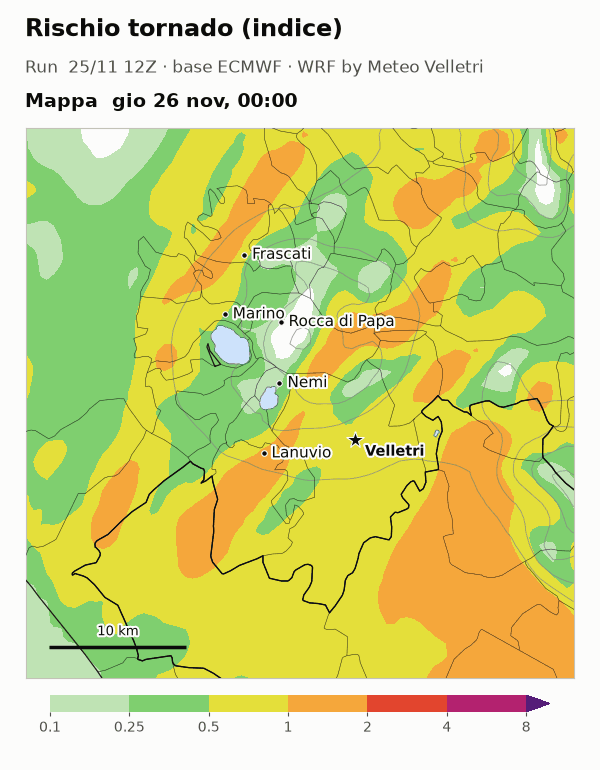 Rischio tornado (indice)
Run  25/11 12Z · base ECMWF · WRF by Meteo Velletri
Mappa  gio 26 nov, 00:00
Frascati
Marino
Rocca di Papa
Nemi
Velletri
Lanuvio
10 km
0.1 0.25 0.5 1 2 4 8